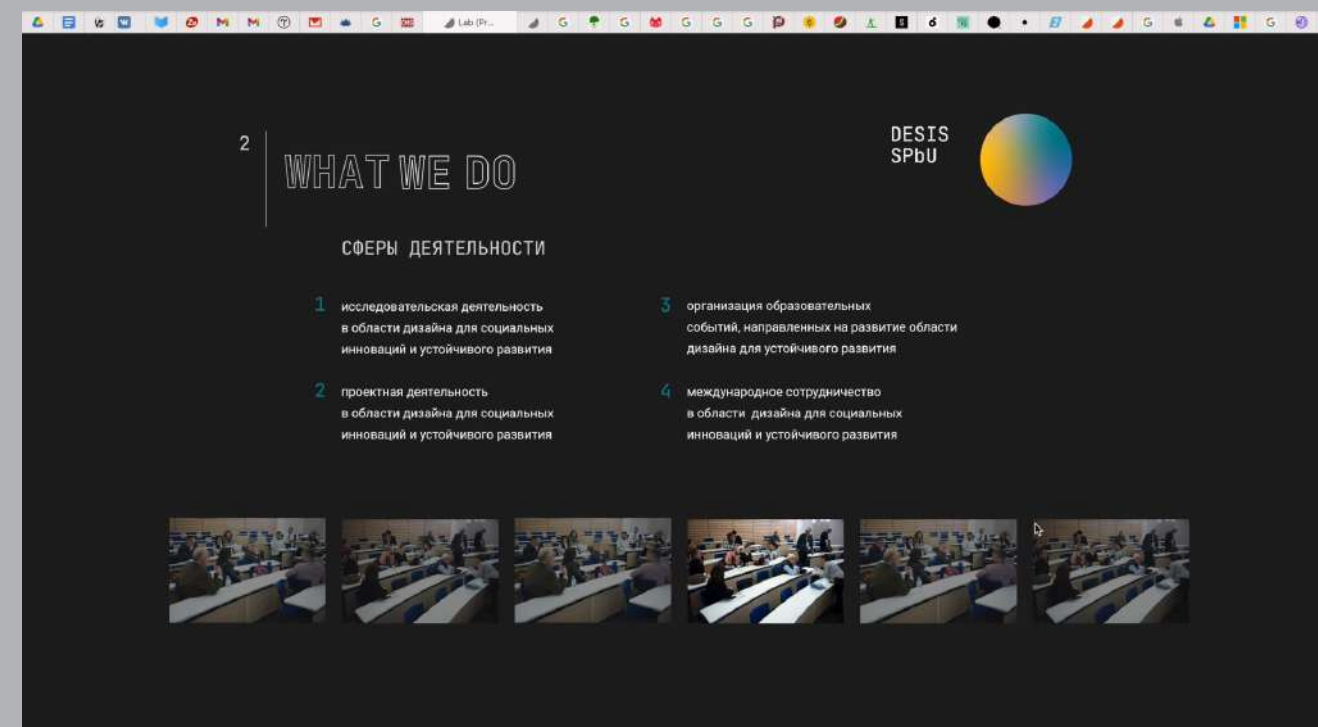 Lab (Pr...
2
WHAT WE DO
DESIS
SPbU
СФЕРЫ ДЕЯТЕЛЬНОСТИ
1 исследовательская деятельность
в области дизайна для социальных
инноваций и устойчивого развития
2 проектная деятельность
в области дизайна для социальных
инноваций и устойчивого развития
3 организация образовательных
событий, направленных на развитие области
дизайна для устойчивого развития
4 международное сотрудничество
в области дизайна для социальных
инноваций и устойчивого развития